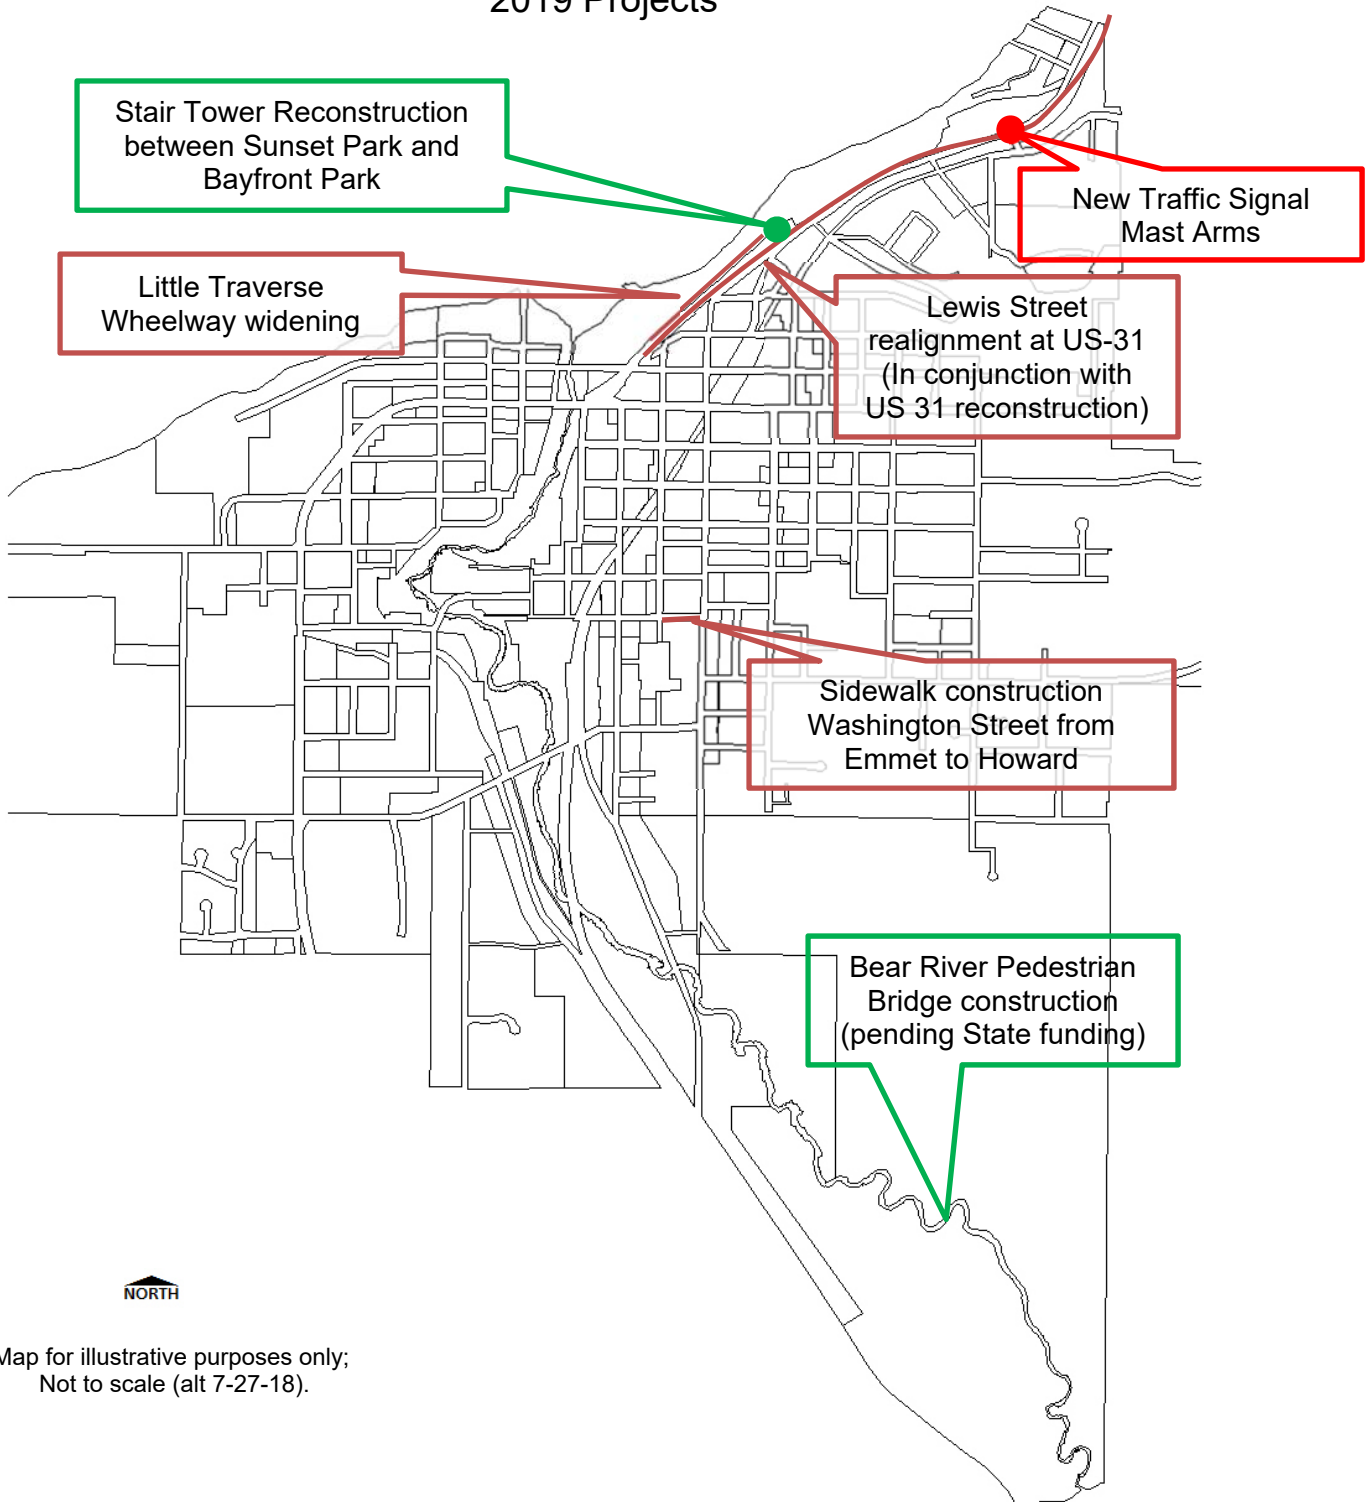 2019 Projects
Stair Tower Reconstruction
between Sunset Park and
Bayfront Park
New Traffic Signal
Mast Arms
Little Traverse
Wheelway widening
Lewis Street
realignment at US-31
(In conjunction with
US 31 reconstruction)
Sidewalk construction
Washington Street from
Emmet to Howard
Bear River Pedestrian
Bridge construction
(pending State funding)
NORTH
Map for illustrative purposes only;
Not to scale (alt 7-27-18).